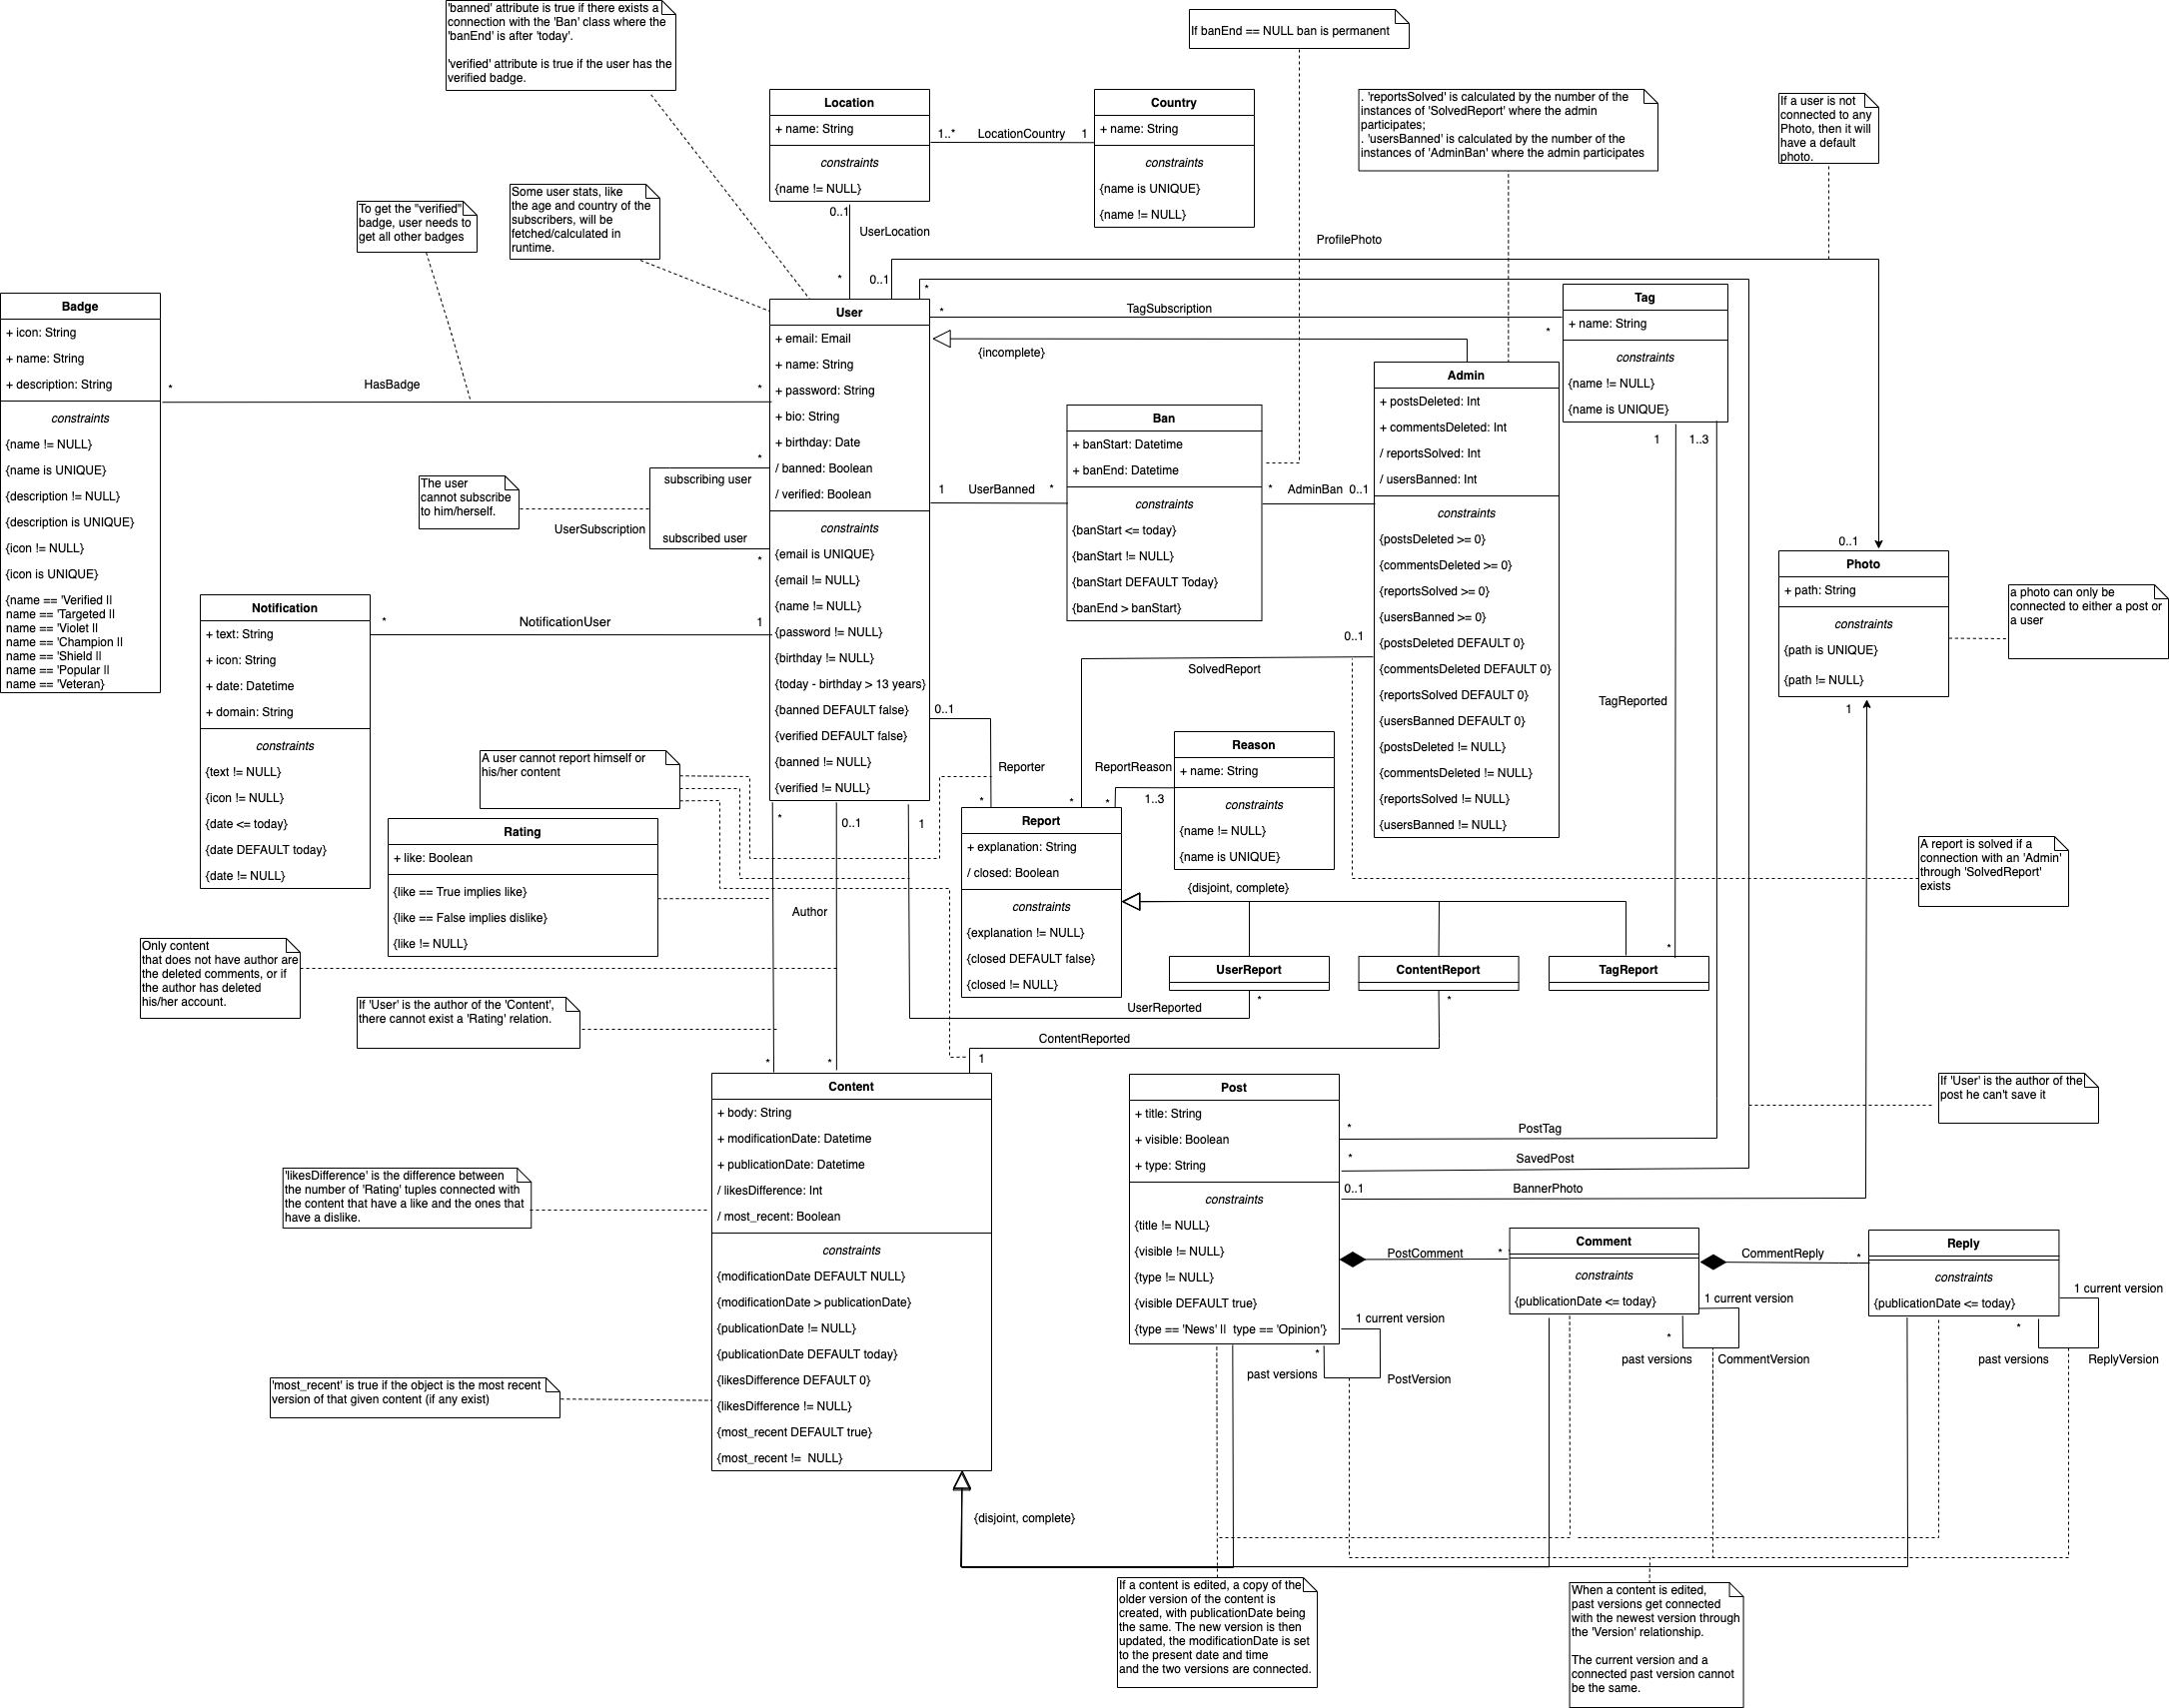 'banned' attribute is true if there exists a
connection with the 'Ban' class where the
'banEnd' is after 'today'.
'verified' attribute is true if the user has the
verified badge.
If banEnd == NULL ban is permanent
. 'reportsSolved' is calculated by the number of the
instances of 'SolvedReport' where the admin
participates;
. 'usersBanned' is calculated by the number of the
instances of 'AdminBan' where the admin participates
If a user is not
connected to any
Photo, then it will
have a default
photo.
Location
+ name: String
constraints
{name != NULL}
1..*
LocationCountry
1
Country
+ name: String
constraints
{name is UNIQUE}
{name != NULL}
To get the "verified"
badge, user needs to
get all other badges
Some user stats, like
the age and country of the
subscribers, will be
fetched/calculated in
runtime.
0..1
UserLocation
*
0..1
ProfilePhoto
*
Badge
+ icon: String
+ name: String
+ description: String
constraints
{name != NULL}
{name is UNIQUE}
{description != NULL}
{description is UNIQUE}
{icon != NULL}
{icon is UNIQUE}
{name == 'Verified ||
name == 'Targeted ||
name == 'Violet ||
name == 'Champion ||
name == 'Shield ||
name == 'Popular ||
name == 'Veteran}
*
HasBadge
*
User
+ email: Email
+ name: String
+ password: String
+ bio: String
+ birthday: Date
/ banned: Boolean
/ verified: Boolean
constraints
{email is UNIQUE}
{email != NULL}
{name != NULL}
{password != NULL}
{birthday != NULL}
{today - birthday > 13 years}
{banned DEFAULT false}
{verified DEFAULT false}
{banned != NULL}
{verified != NULL}
*
TagSubscription
*
{incomplete}
Tag
+ name: String
constraints
{name != NULL}
{name is UNIQUE}
1
1..3
Admin
+ postsDeleted: Int
+ commentsDeleted: Int
/ reportsSolved: Int
/ usersBanned: Int
constraints
{postsDeleted >= 0}
{commentsDeleted >= 0}
{reportsSolved >= 0}
{usersBanned >= 0}
{postsDeleted DEFAULT 0}
{commentsDeleted DEFAULT 0}
{reportsSolved DEFAULT 0}
{usersBanned DEFAULT 0}
{postsDeleted != NULL}
{commentsDeleted != NULL}
{reportsSolved != NULL}
{usersBanned != NULL}
Ban
+ banStart: Datetime
+ banEnd: Datetime
constraints
{banStart <= today}
{banStart != NULL}
{banStart DEFAULT Today}
{banEnd > banStart}
1
UserBanned
*
*
AdminBan
0..1
The user
cannot subscribe
to him/herself.
*
subscribing user
UserSubscription
subscribed user
*
0..1
Photo
+ path: String
constraints
{path is UNIQUE}
{path != NULL}
1
a photo can only be
connected to either a post or
a user
Notification
+ text: String
+ icon: String
+ date: Datetime
+ domain: String
constraints
{text != NULL}
{icon != NULL}
{date <= today}
{date DEFAULT today}
{date != NULL}
*
NotificationUser
1
0..1
SolvedReport
*
TagReported
*
0..1
Reporter
*
A user cannot report himself or
his/her content
Reason
+ name: String
constraints
{name != NULL}
{name is UNIQUE}
ReportReason
1..3
*
Rating
+ like: Boolean
{like == True implies like}
{like == False implies dislike}
{like != NULL}
*
0..1
1
Report
+ explanation: String
/ closed: Boolean
constraints
{explanation != NULL}
{closed DEFAULT false}
{closed != NULL}
{disjoint, complete}
A report is solved if a
connection with an 'Admin'
through 'SolvedReport'
exists
Author
UserReport
ContentReport
TagReport
*
*
UserReported
ContentReported
1
Only content
that does not have author are
the deleted comments, or if
the author has deleted
his/her account.
If 'User' is the author of the 'Content',
there cannot exist a 'Rating' relation.
*
*
Content
+ body: String
+ modificationDate: Datetime
+ publicationDate: Datetime
/ likesDifference: Int
/ most_recent: Boolean
constraints
{modificationDate DEFAULT NULL}
{modificationDate > publicationDate}
{publicationDate != NULL}
{publicationDate DEFAULT today}
{likesDifference DEFAULT 0}
{likesDifference != NULL}
{most_recent DEFAULT true}
{most_recent != NULL}
Post
+ title: String
+ visible: Boolean
+ type: String
constraints
{title != NULL}
{visible != NULL}
{type != NULL}
{visible DEFAULT true}
{type == 'News' || type == 'Opinion'}
If 'User' is the author of the
post he can't save it
*
PostTag
*
SavedPost
0..1
BannerPhoto
'likesDifference' is the difference between
the number of 'Rating' tuples connected with
the content that have a like and the ones that
have a dislike.
'most_recent' is true if the object is the most recent
version of that given content (if any exist)
PostComment
*
Comment
constraints
{publicationDate <= today}
CommentReply
*
Reply
constraints
{publicationDate <= today}
1 current version
*
past versions
PostVersion
1 current version
*
past versions
CommentVersion
1 current version
*
past versions
ReplyVersion
{disjoint, complete}
If a content is edited, a copy of the
older version of the content is
created, with publicationDate being
the same. The new version is then
updated, the modificationDate is set
to the present date and time
and the two versions are connected.
When a content is edited,
past versions get connected
with the newest version through
the 'Version' relationship.
The current version and a
connected past version cannot
be the same.